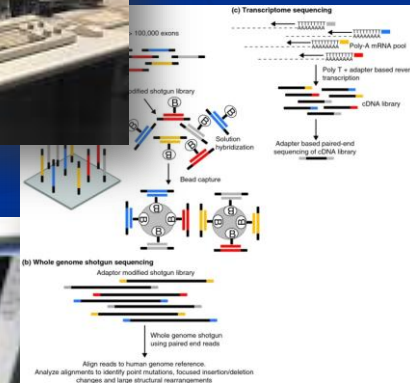 100,000 exons
modified shotgun library
B
B
B
B
B
B
Solution
hybridization
Bead capture
B
B
B
B
B
B
B
B
(b) Whole genome shotgun sequencing
Adaptor modified shotgun library
Whole genome shotgun
using paired end reads
Align reads to human genome reference.
Analyze alignments to identify point mutations, focused insertion/deletion
changes and large structural rearrangements
(c) Transcriptome sequencing
Poly-A mRNA pool
Poly T + adapter based rever
transcription
cDNA library
Adapter based paired-end
sequencing of cDNA library